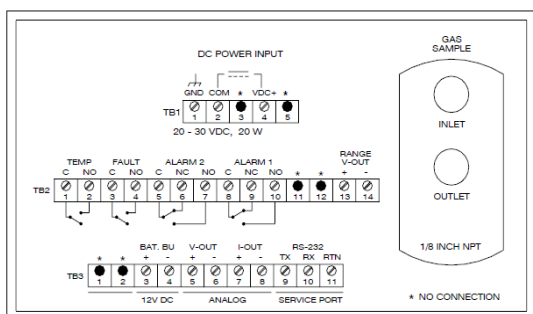 DC POWER INPUT
GND COM * VDC+ *
TB1 1 2 3 4 5
20 - 30 VDC, 20 W
GAS
SAMPLE
INLET
OUTLET
1/8 INCH NPT
TEMP FAULT ALARM 2 ALARM 1 RANGE
V-OUT
C NO C NO C NC NO C NC NO * * + -
TB2 1 2 3 4 5 6 7 8 9 10 11 12 13 14
BAT. BU V-OUT I-OUT RS-232
* * + - + - + - TX RX RTN
TB3 1 2 3 4 5 6 7 8 9 10 11
12V DC ANALOG SERVICE PORT
* NO CONNECTION